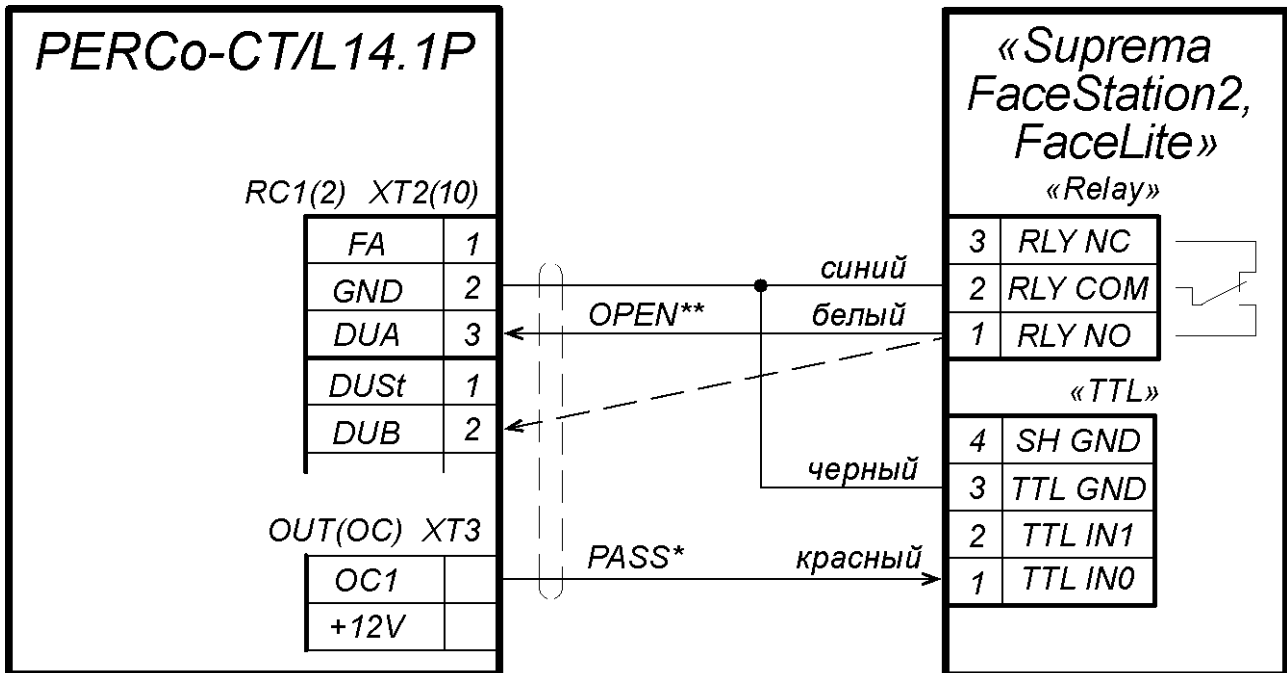 PERCo-CT/L14.1P
RC1(2) XT2(10)
FA 1
GND 2
DUA 3
DUSt 1
DUB 2
OUT(OC) XT3
OC1
+12V
синий
OPEN** белый
черный
PASS* красный
«Suprema
FaceStation2,
FaceLite»
«Relay»
3 RLY NC
2 RLY COM
1 RLY NO
«TTL»
4 SH GND
3 TTL GND
2 TTL IN1
1 TTL IN0